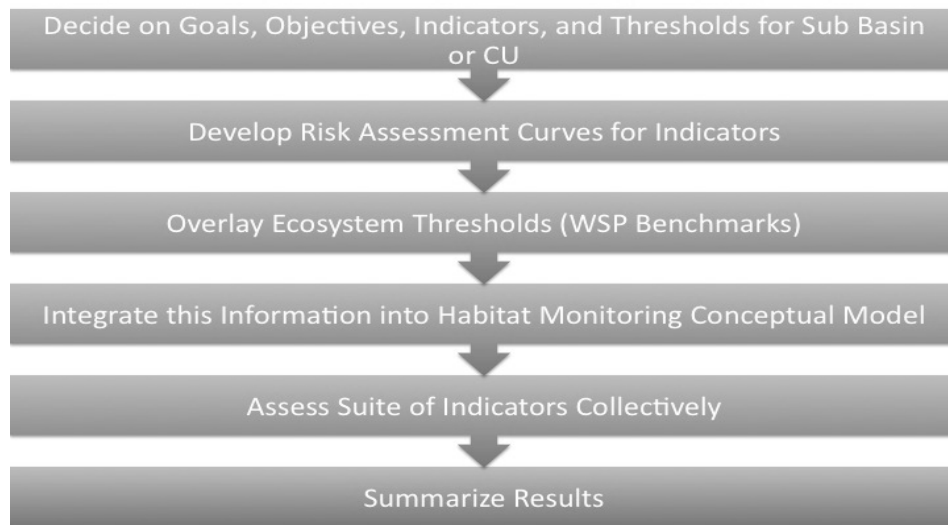 Decide on Goals, Objectives, Indicators, and Thresholds for Sub Basin
or CU
Develop Risk Assessment Curves for Indicators
Overlay Ecosystem Thresholds (WSP Benchmarks)
Integrate this Information into Habitat Monitoring Conceptual Model
Assess Suite of Indicators Collectively
Summarize Results